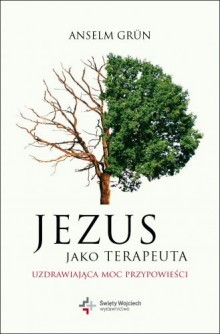 ANSELM GRÜN
JEZUS
JAKO TERAPEUTA
UZDRAWIAJĄCA MOC PRZYPOWIEŚCI
Święty Wojciech
wydawnictwo